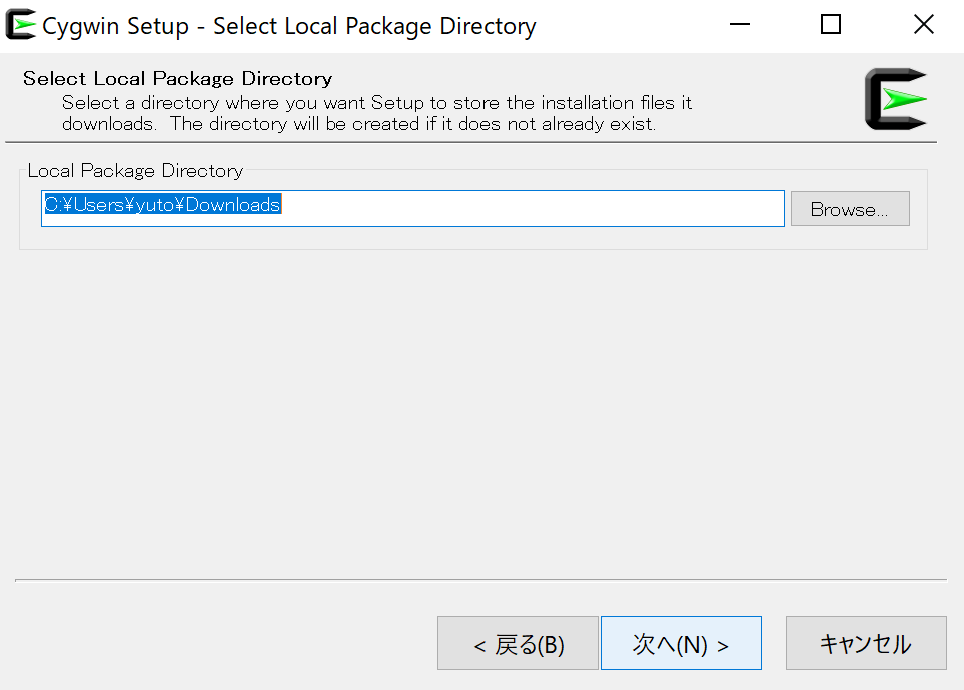 Cygwin Setup - Select Local Package Directory
Select Local Package Directory
Select a directory where you want Setup to store the installation files it
downloads.  The directory will be created if it does not already exist.
Local Package Directory
C:¥Users¥yuto¥Downloads
Browse...
< 戻る(B)
次へ(N) >
キャンセル